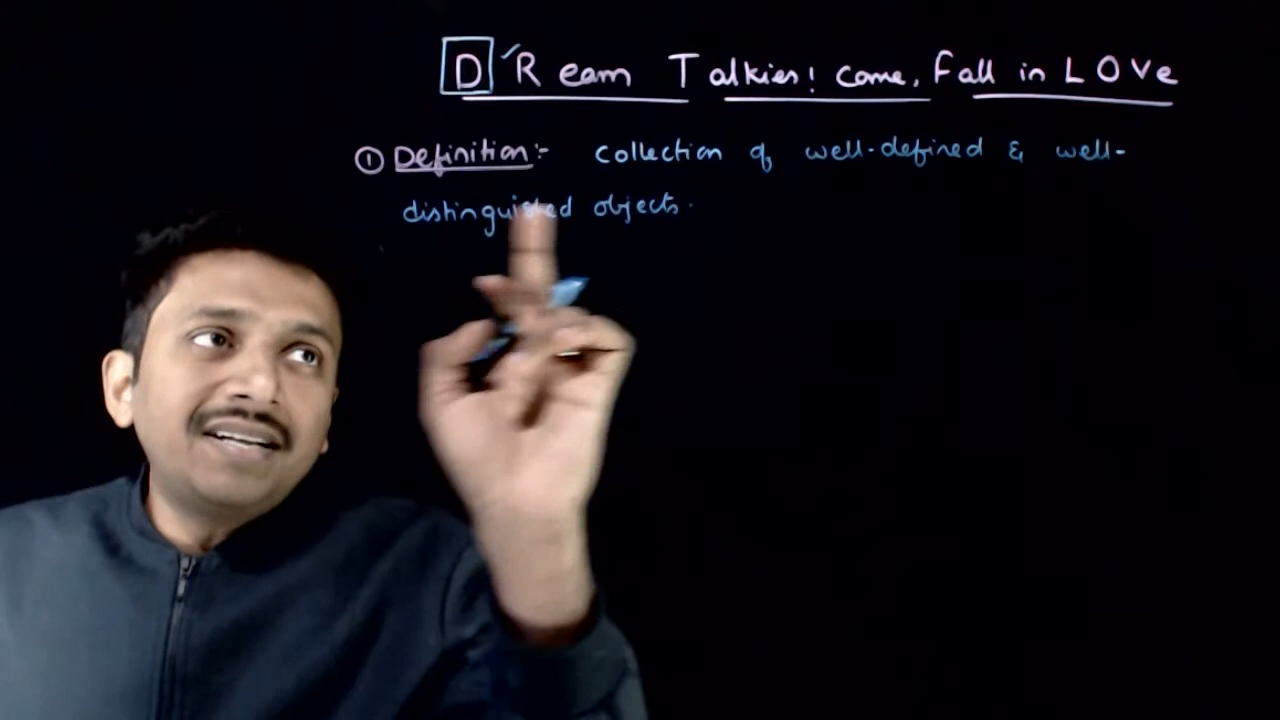 D'Ream Talkies! Come, Fall in LOVe
① Definition:- Collection of well-defined & well-
distinguished objects.